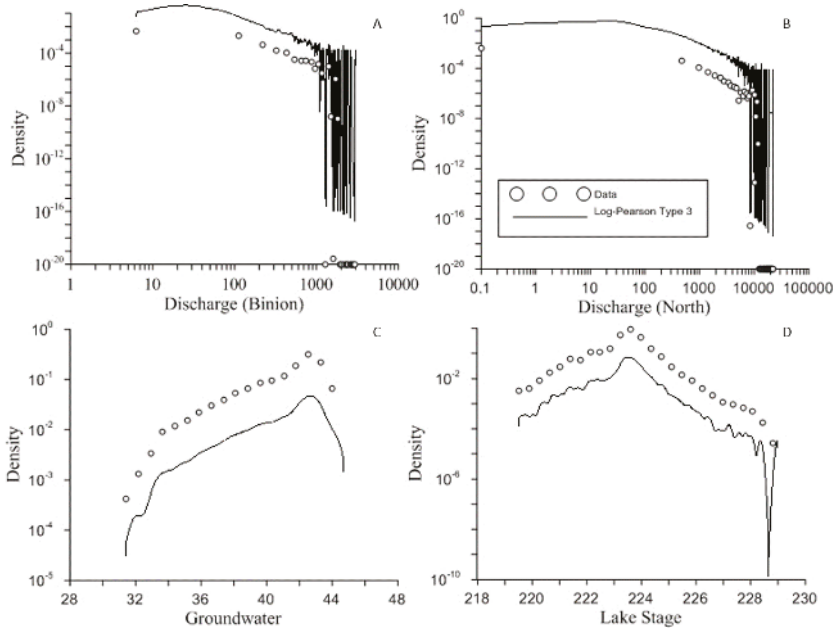 A
10^-4
10^-8
10^-12
10^-16
10^-20
Density
1 10 100 1000 10000
Discharge (Binion)
B
10^0
10^-4
10^-8
10^-12
10^-16
10^-20
Density
Data
Log-Pearson Type 3
0.1 1 10 100 1000 10000 100000
Discharge (North)
C
10^0
10^-1
10^-2
10^-3
10^-4
10^-5
Density
28 32 36 40 44 48
Groundwater
D
10^-2
10^-6
10^-10
Density
218 220 222 224 226 228 230
Lake Stage